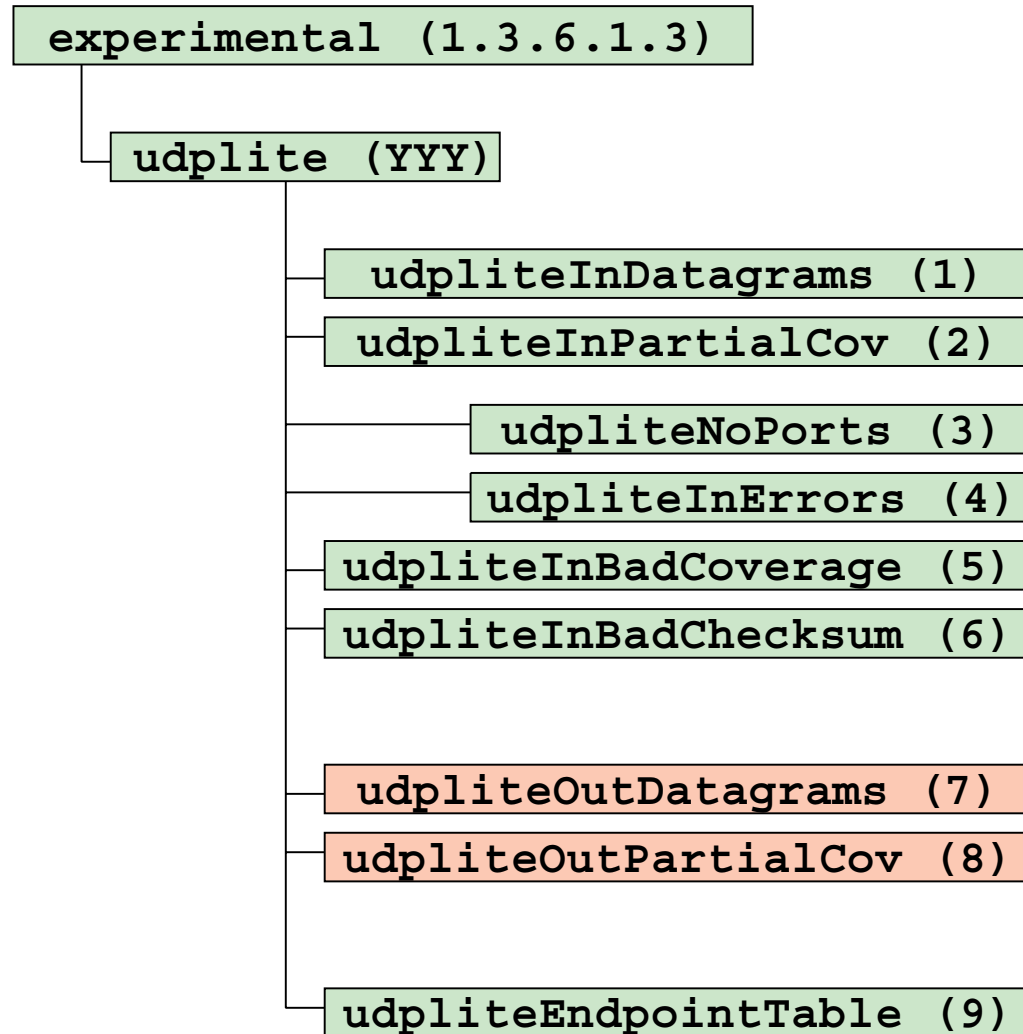 experimental (1.3.6.1.3)
udplite (YYY)
udpliteInDatagrams (1)
udpliteInPartialCov (2)
udpliteNoPorts (3)
udpliteInErrors (4)
udpliteInBadCoverage (5)
udpliteInBadChecksum (6)
udpliteOutDatagrams (7)
udpliteOutPartialCov (8)
udpliteEndpointTable (9)